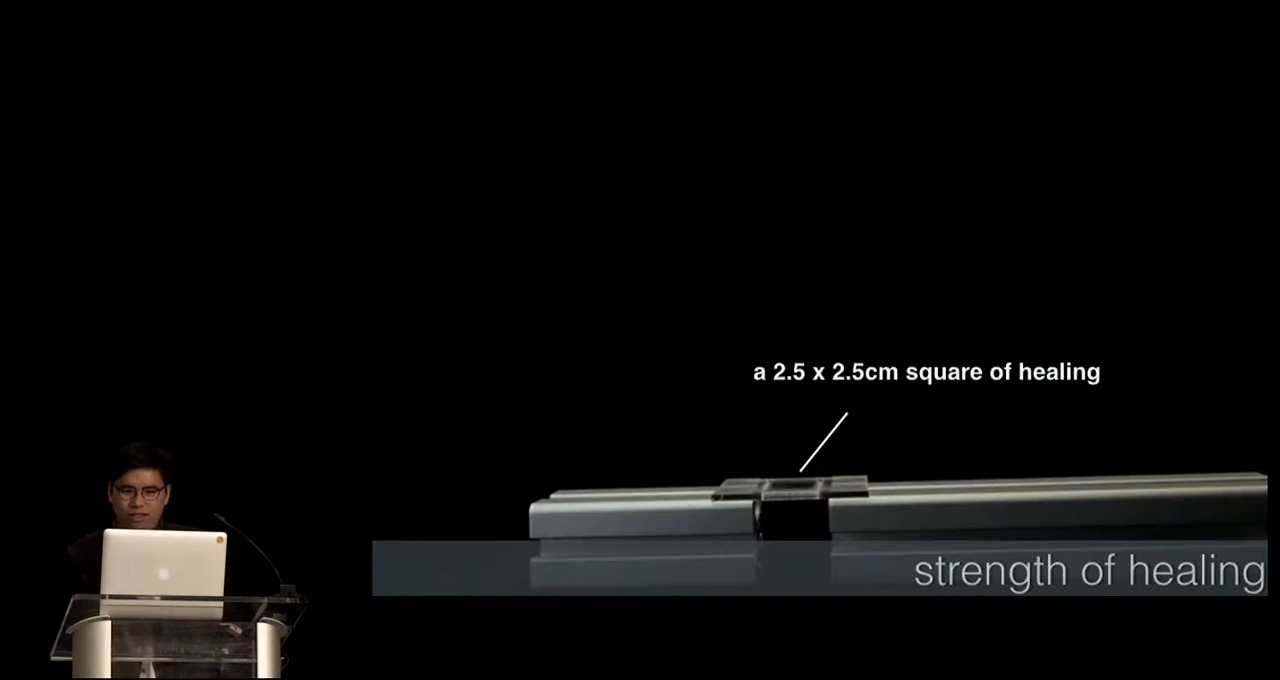 a 2.5 x 2.5cm square of healing
strength of healing